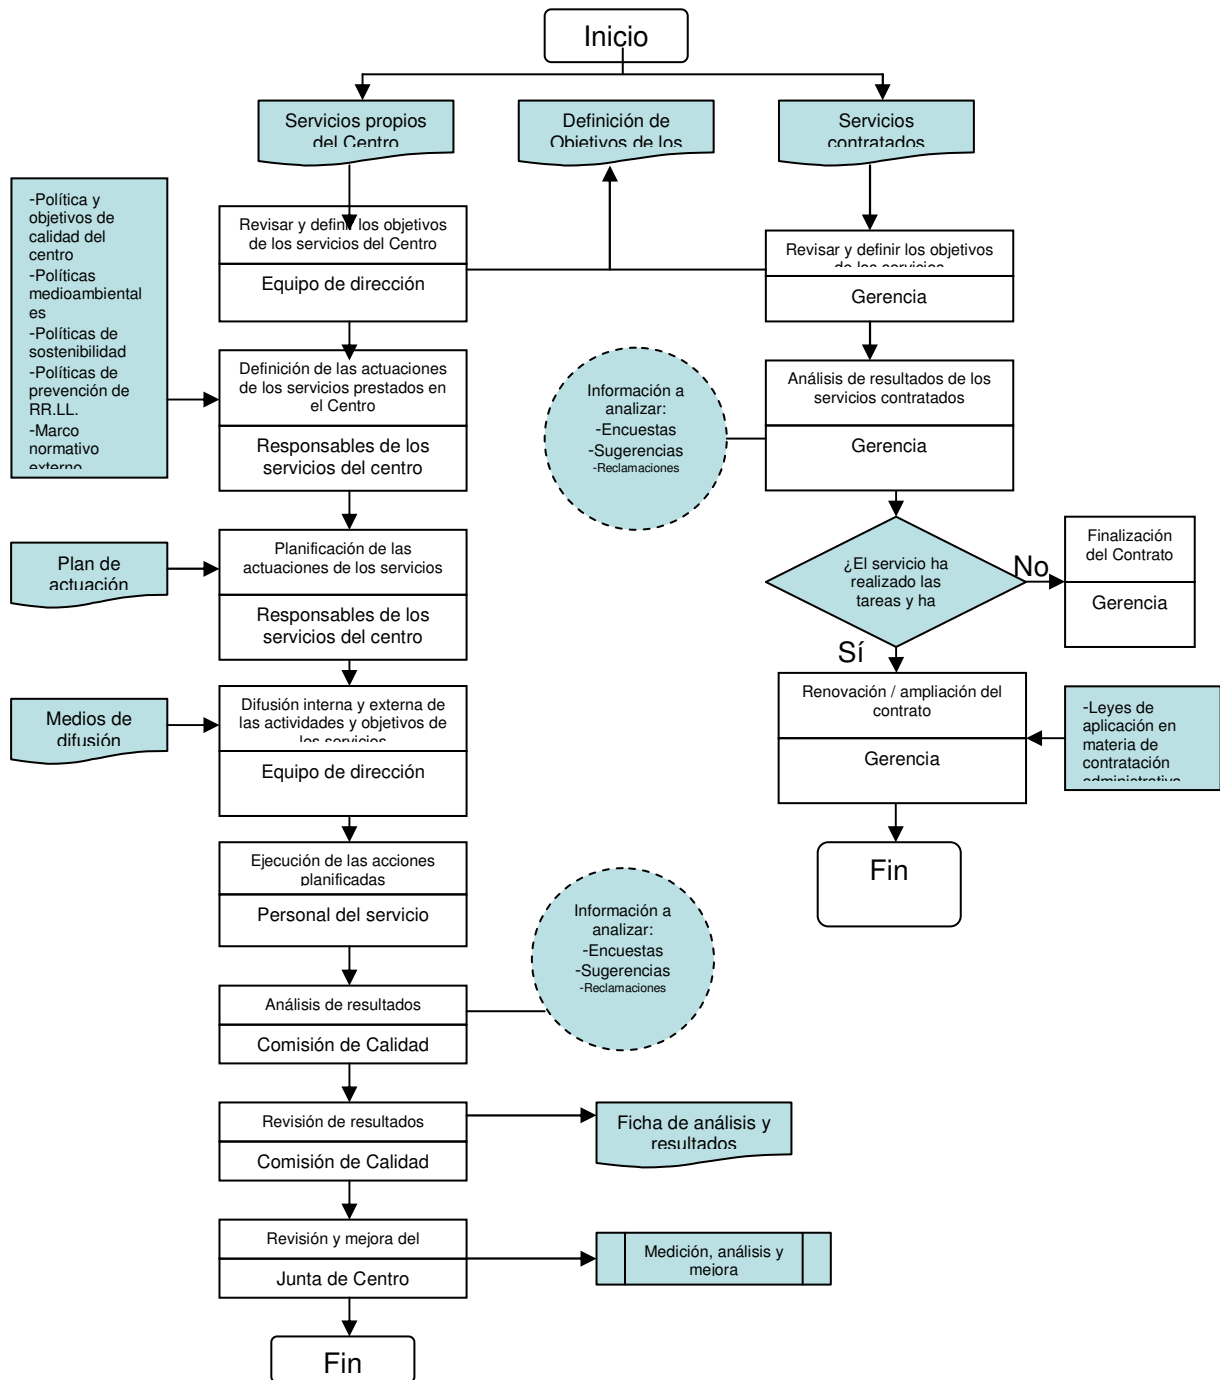 Inicio
Servicios propios
del Centro
Definición de
Objetivos de los
Servicios
contratados
-Política y
objetivos de
calidad del
centro
-Políticas
medioambiental
es
-Políticas de
sostenibilidad
-Políticas de
prevención de
RR.LL.
-Marco
normativo
externo
Revisar y definir los objetivos
de los servicios del Centro
Equipo de dirección
Revisar y definir los objetivos
de los servicios
Gerencia
Definición de las actuaciones
de los servicios prestados en
el Centro
Responsables de los
servicios del centro
Información a
analizar:
-Encuestas
-Sugerencias
-Reclamaciones
Análisis de resultados de los
servicios contratados
Gerencia
Plan de
actuación
Planificación de las
actuaciones de los servicios
Responsables de los
servicios del centro
¿El servicio ha
realizado las
tareas y ha
No
Finalización
del Contrato
Gerencia
Sí
Medios de
difusión
Difusión interna y externa de
las actividades y objetivos de
los servicios
Equipo de dirección
Renovación / ampliación del
contrato
Gerencia
-Leyes de
aplicación en
materia de
contratación
administrativa
Fin
Ejecución de las acciones
planificadas
Personal del servicio
Información a
analizar:
-Encuestas
-Sugerencias
-Reclamaciones
Análisis de resultados
Comisión de Calidad
Revisión de resultados
Comisión de Calidad
Ficha de análisis y
resultados
Revisión y mejora del
Junta de Centro
Medición, análisis y
mejora
Fin